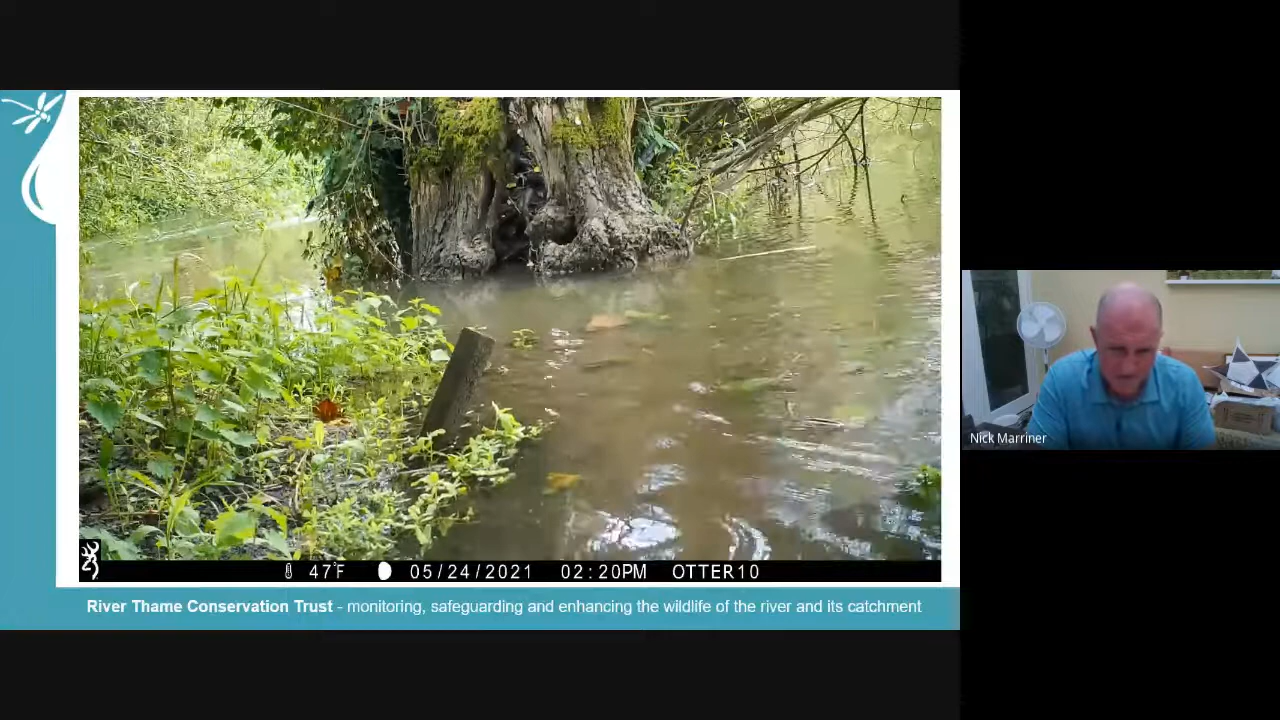 47°F 05/24/2021 02:20PM OTTER10
River Thame Conservation Trust - monitoring, safeguarding and enhancing the wildlife of the river and its catchment
Nick Marriner